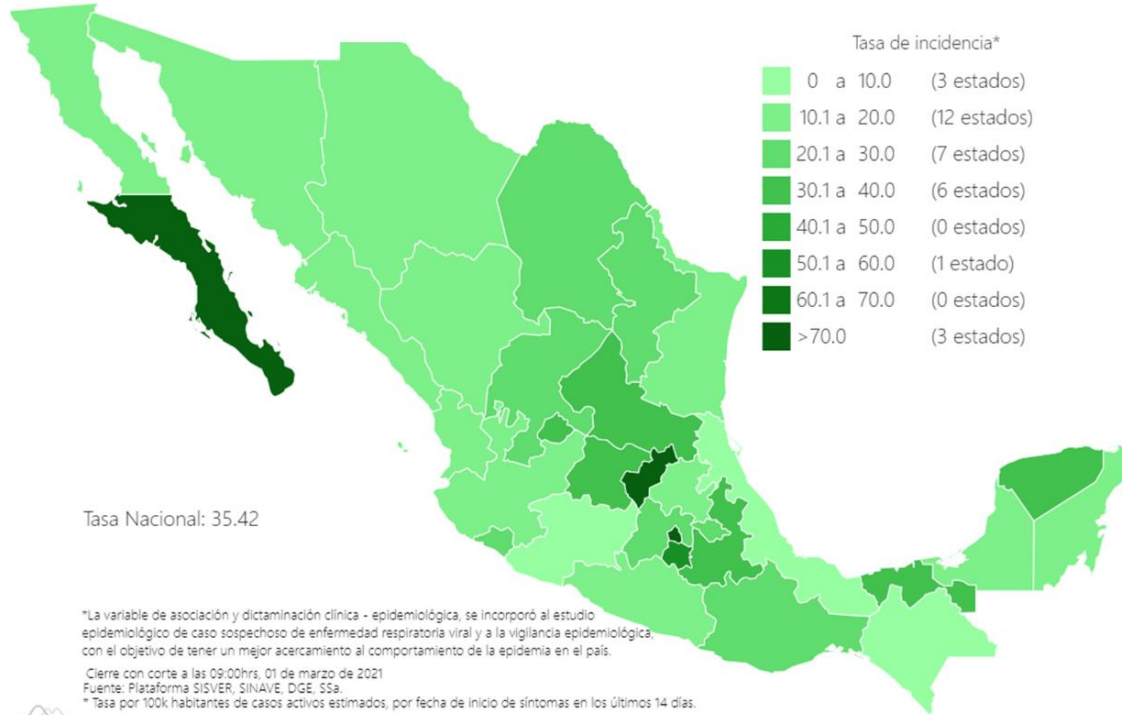 Tasa de incidencia*
0 a 10.0 (3 estados)
10.1 a 20.0 (12 estados)
20.1 a 30.0 (7 estados)
30.1 a 40.0 (6 estados)
40.1 a 50.0 (0 estados)
50.1 a 60.0 (1 estado)
60.1 a 70.0 (0 estados)
>70.0 (3 estados)
Tasa Nacional: 35.42
*La variable de asociación y dictaminación clínica - epidemiológica, se incorporó al estudio
epidemiológico de caso sospechoso de enfermedad respiratoria viral y a la vigilancia epidemiológica,
con el objetivo de tener un mejor acercamiento al comportamiento de la epidemia en el país.
Cierre con corte a las 09:00hrs, 01 de marzo de 2021
Fuente: Plataforma SISVER, SINAVE, DGE, SSa.
* Tasa por 100k habitantes de casos activos estimados, por fecha de inicio de síntomas en los últimos 14 días.